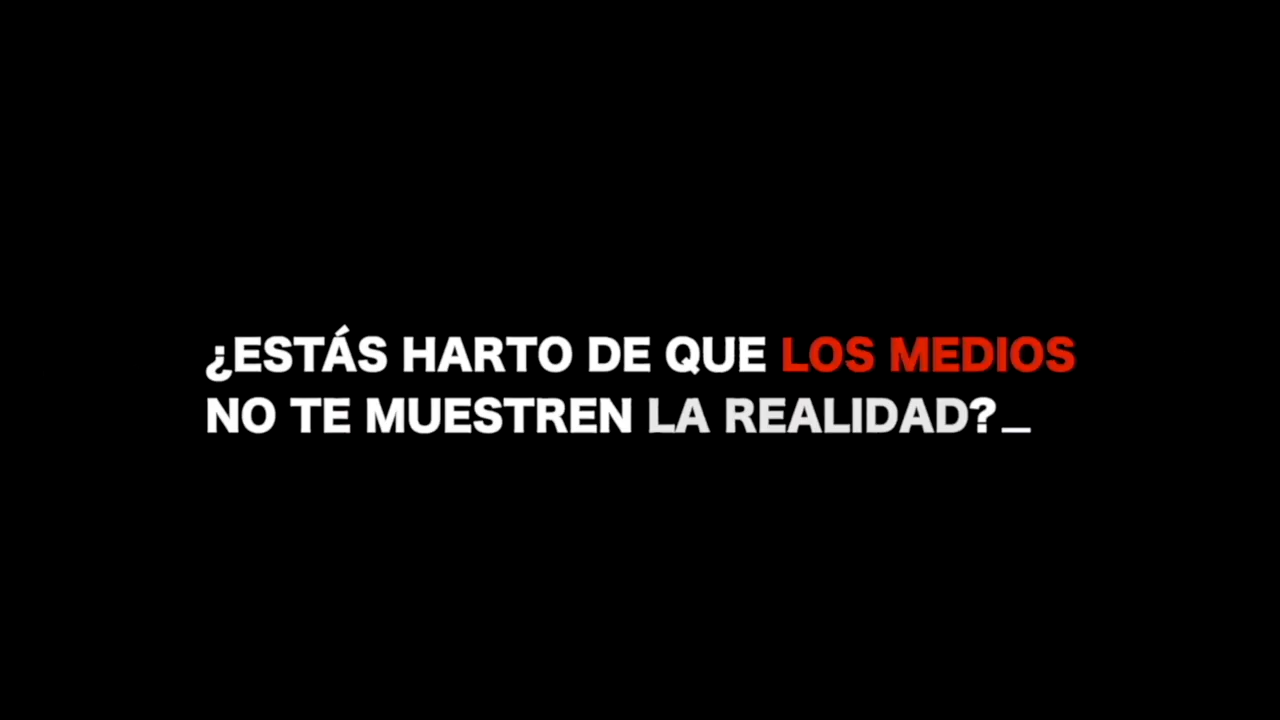 ¿ESTÁS HARTO DE QUE LOS MEDIOS
NO TE MUESTREN LA REALIDAD?_